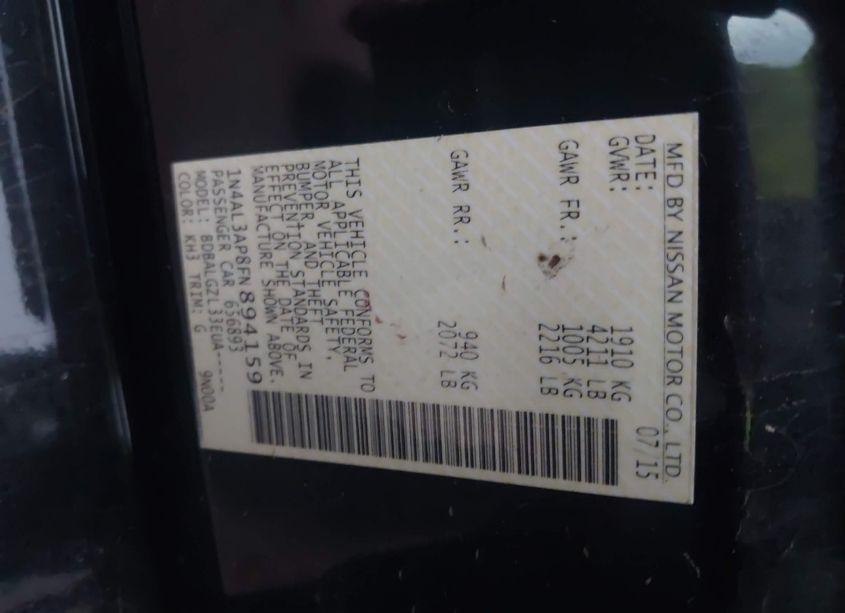 MFD BY NISSAN MOTOR CO., LTD.
DATE: 07/15
GVWR: 1910 KG
4211 LB
GAWR FR.: 1005 KG
2216 LB
GAWR RR.: 940 KG
2072 LB
THIS VEHICLE CONFORMS TO
ALL APPLICABLE FEDERAL
MOTOR VEHICLE SAFETY,
BUMPER, AND THEFT
PREVENTION STANDARDS IN
EFFECT ON THE DATE OF
MANUFACTURE SHOWN ABOVE.
1N4AL3AP8FN894159
PASSENGER CAR 656893
MODEL: BDBALGZL33EUA-----
COLOR: KH3 TRIM: G 9N00A